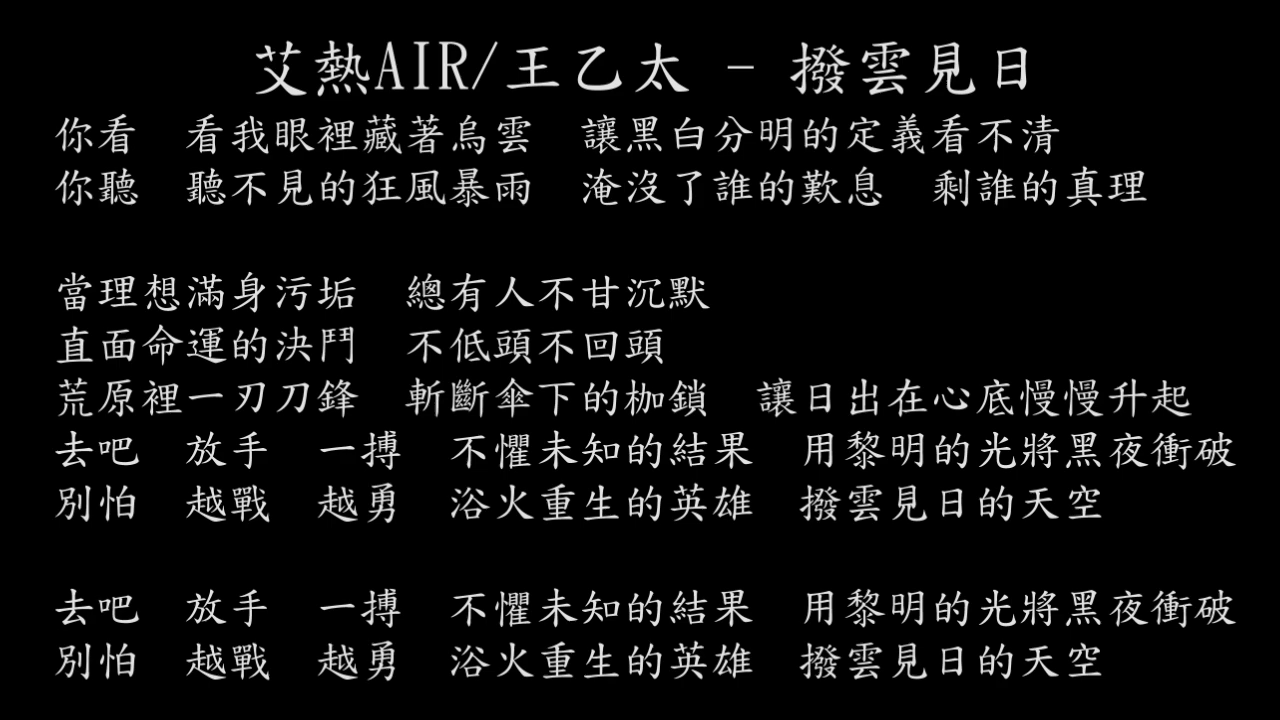 艾熱AIR/王乙太 - 撥雲見日
你看　看我眼裡藏著烏雲　讓黑白分明的定義看不清
你聽　聽不見的狂風暴雨　淹沒了誰的歎息　剩誰的真理
當理想滿身污垢　總有人不甘沉默
直面命運的決鬥　不低頭不回頭
荒原裡一刃刀鋒　斬斷傘下的枷鎖　讓日出在心底慢慢升起
去吧　放手　一搏　不懼未知的結果　用黎明的光將黑夜衝破
別怕　越戰　越勇　浴火重生的英雄　撥雲見日的天空
去吧　放手　一搏　不懼未知的結果　用黎明的光將黑夜衝破
別怕　越戰　越勇　浴火重生的英雄　撥雲見日的天空